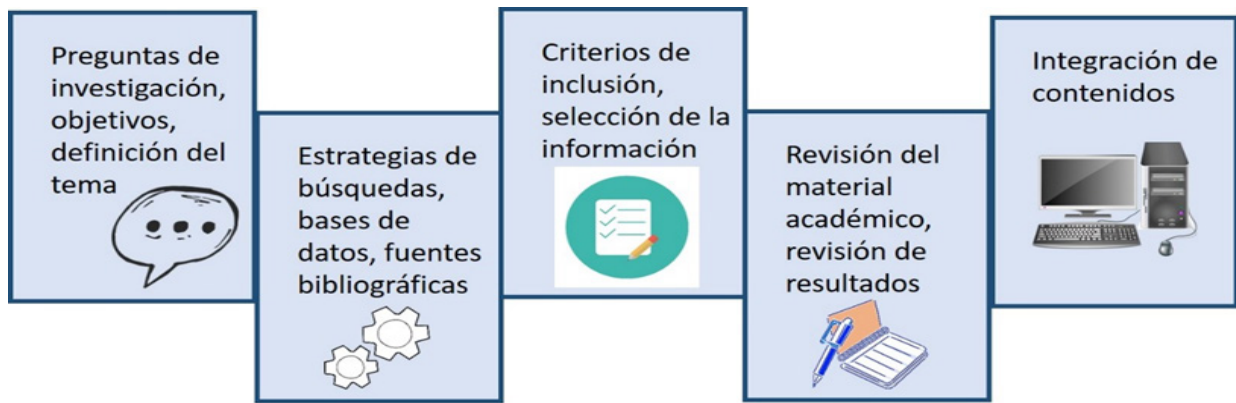 Preguntas de
investigación,
objetivos,
definición del
tema
Estrategias de
búsquedas,
bases de
datos, fuentes
bibliográficas
Criterios de
inclusión,
selección de la
información
Revisión del
material
académico,
revisión de
resultados
Integración de
contenidos